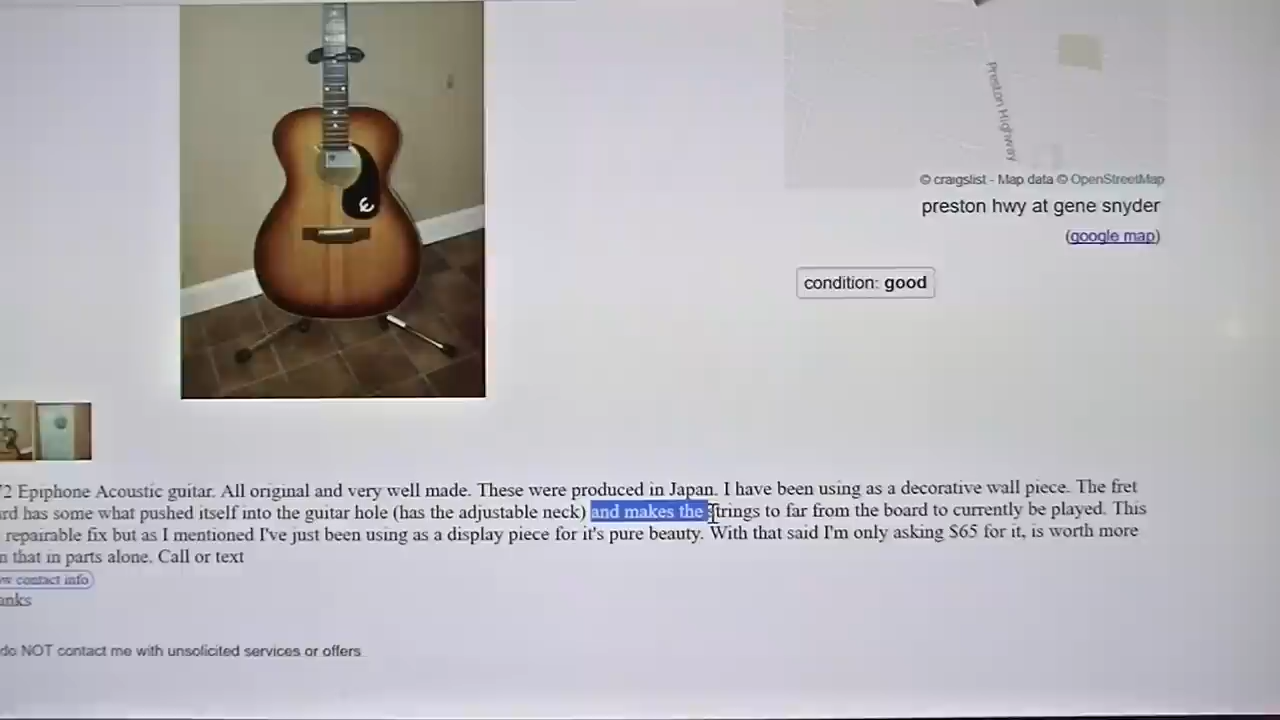 Preston Highway
© craigslist - Map data © OpenStreetMap
preston hwy at gene snyder
(google map)
condition: good
72 Epiphone Acoustic guitar. All original and very well made. These were produced in Japan. I have been using as a decorative wall piece. The fret
ard has some what pushed itself into the guitar hole (has the adjustable neck) and makes the strings to far from the board to currently be played. This
repairable fix but as I mentioned I've just been using as a display piece for it's pure beauty. With that said I'm only asking $65 for it, is worth more
n that in parts alone. Call or text
ow contact info
anks
do NOT contact me with unsolicited services or offers